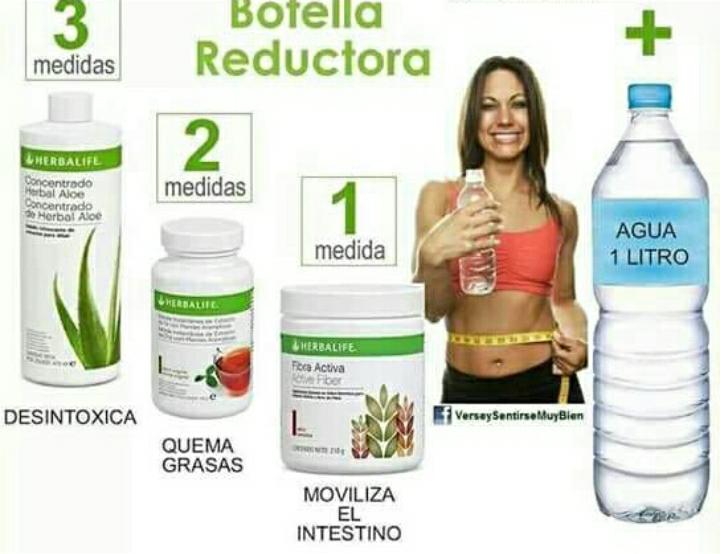 3
medidas
Botella
Reductora
+
2
medidas
1
medida
HERBALIFE.
Concentrado
Herbal Aloe
Concentrado
de Herbal Aloe
HERBALIFE.
HERBALIFE.
Fibra Activa
Active Fiber
AGUA
1 LITRO
f VerseySentirseMuyBien
DESINTOXICA
QUEMA
GRASAS
MOVILIZA
EL
INTESTINO